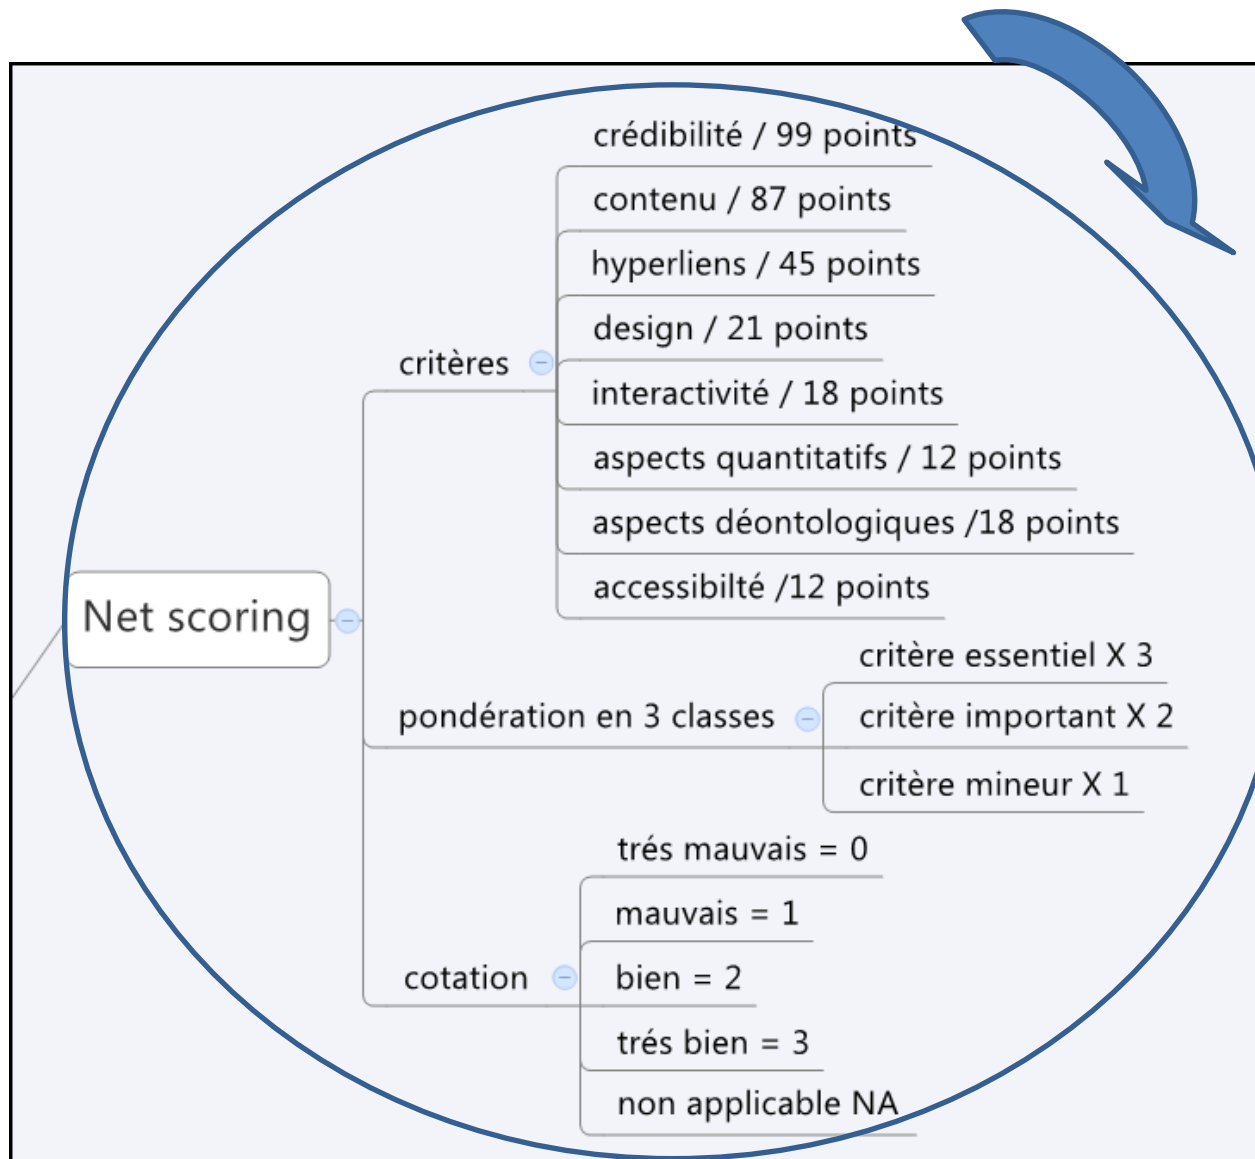 Net scoring
critères
crédibilité / 99 points
contenu / 87 points
hyperliens / 45 points
design / 21 points
interactivité / 18 points
aspects quantitatifs / 12 points
aspects déontologiques /18 points
accessibilté /12 points
pondération en 3 classes
critère essentiel X 3
critère important X 2
critère mineur X 1
cotation
trés mauvais = 0
mauvais = 1
bien = 2
trés bien = 3
non applicable NA